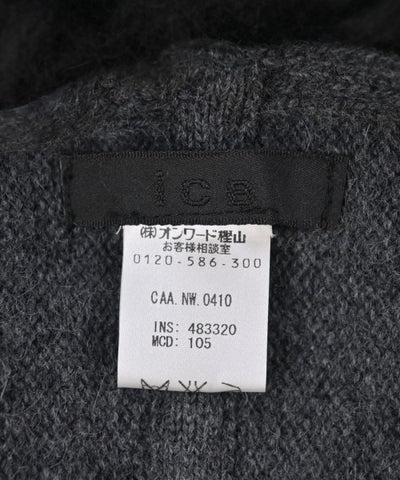 iCB
(株)オンワード樫山
お客様相談室
0120-586-300
CAA.NW.0410
INS: 483320
MCD: 105